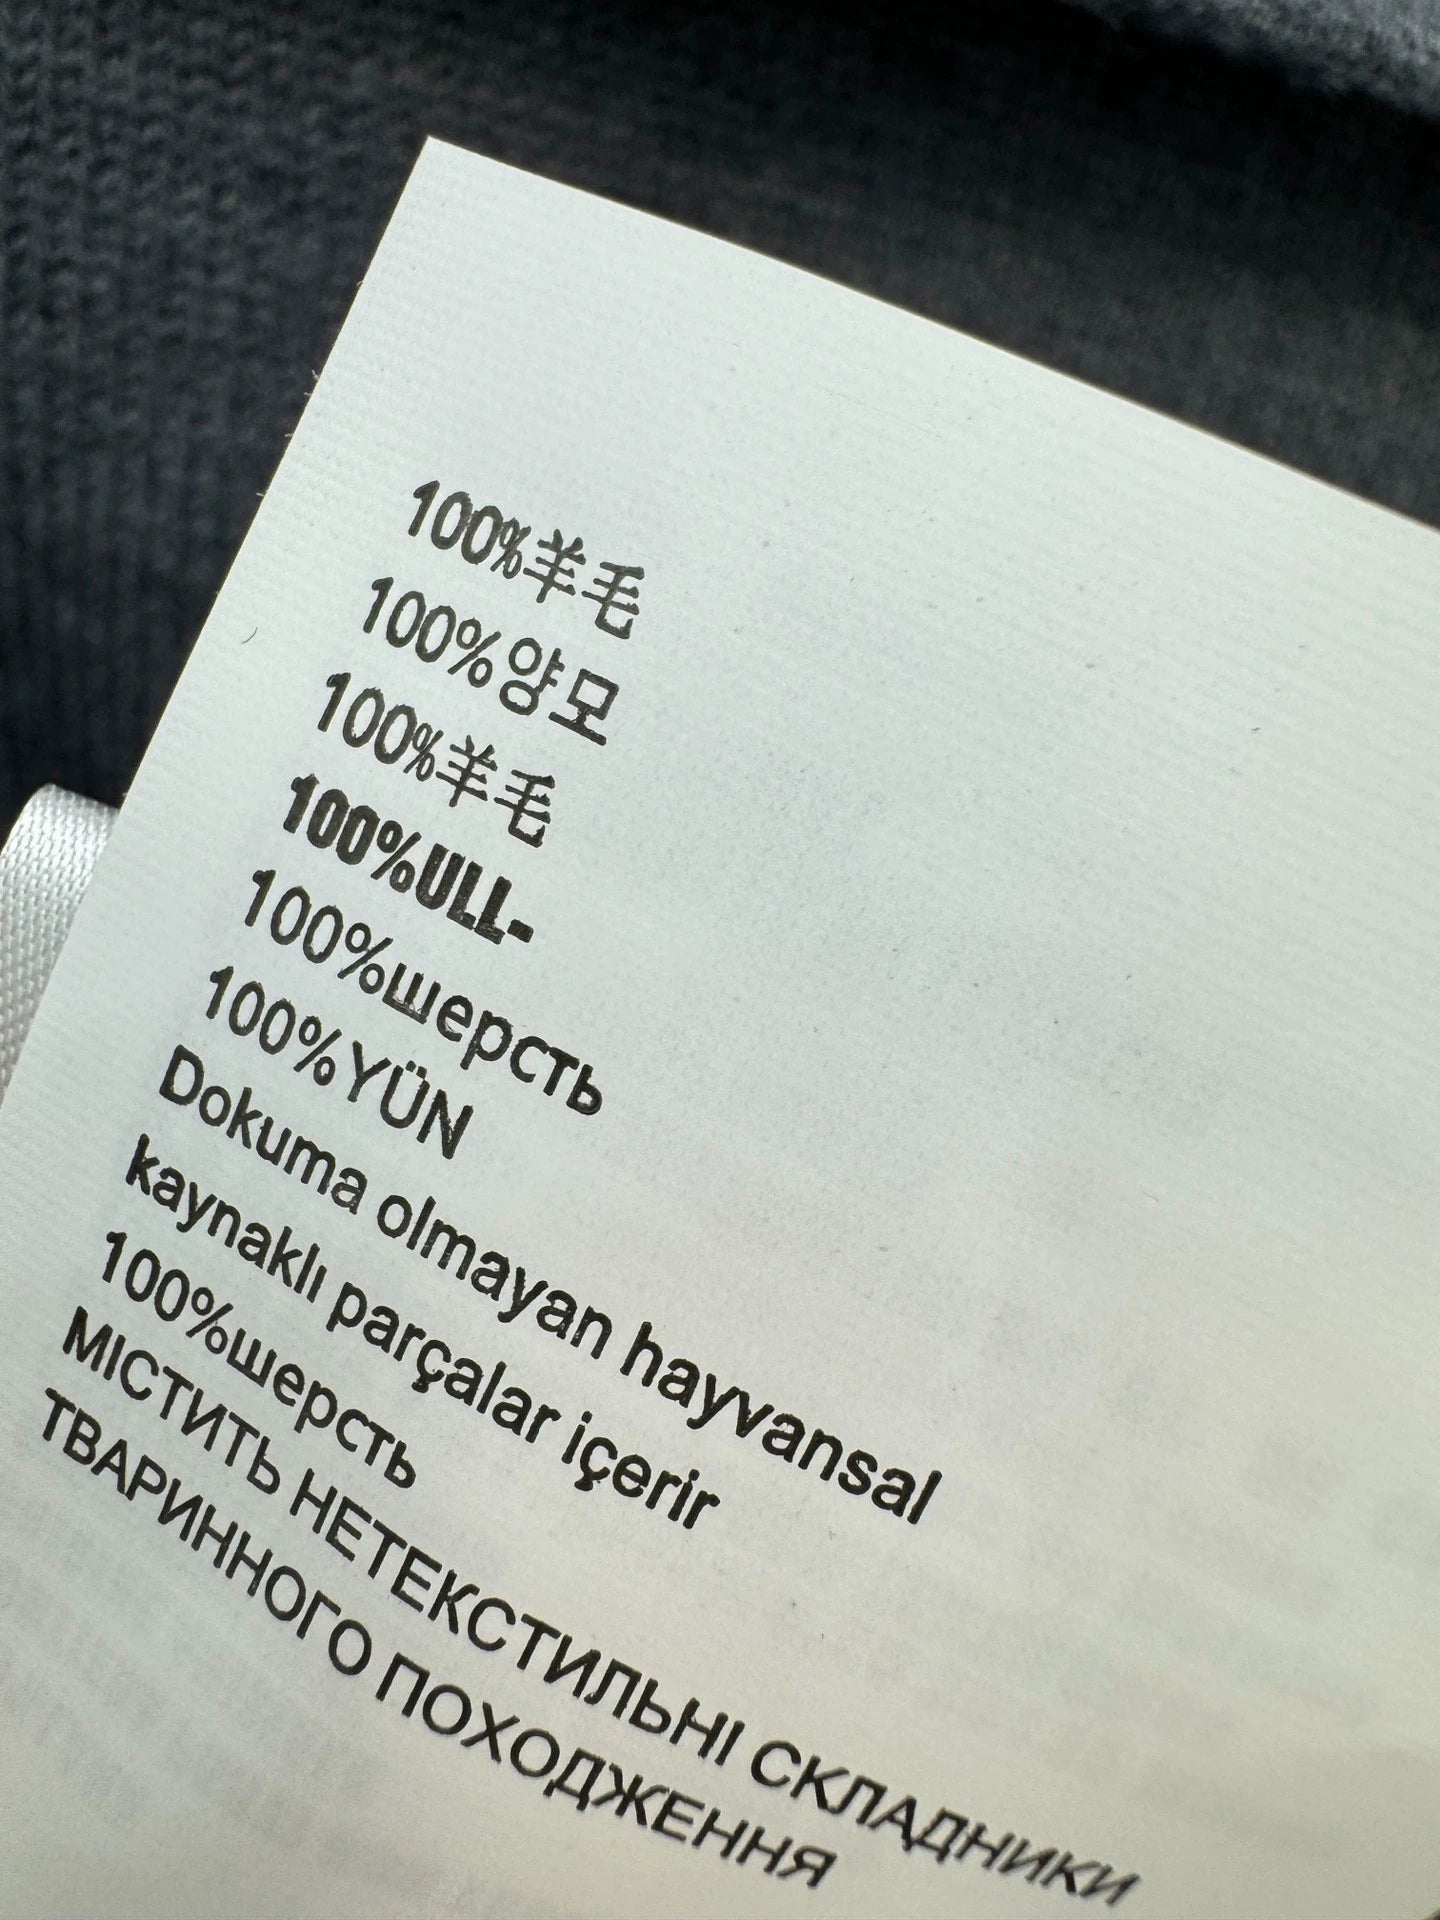 100%羊毛
100%양모
100%羊毛
100%ULL-
100%шерсть
100%YÜN
Dokuma olmayan hayvansal
kaynaklı parçalar içerir
100%шерсть
МІСТИТЬ НЕТЕКСТИЛЬНІ СКЛАДНИКИ
ТВАРИННОГО ПОХОДЖЕННЯ